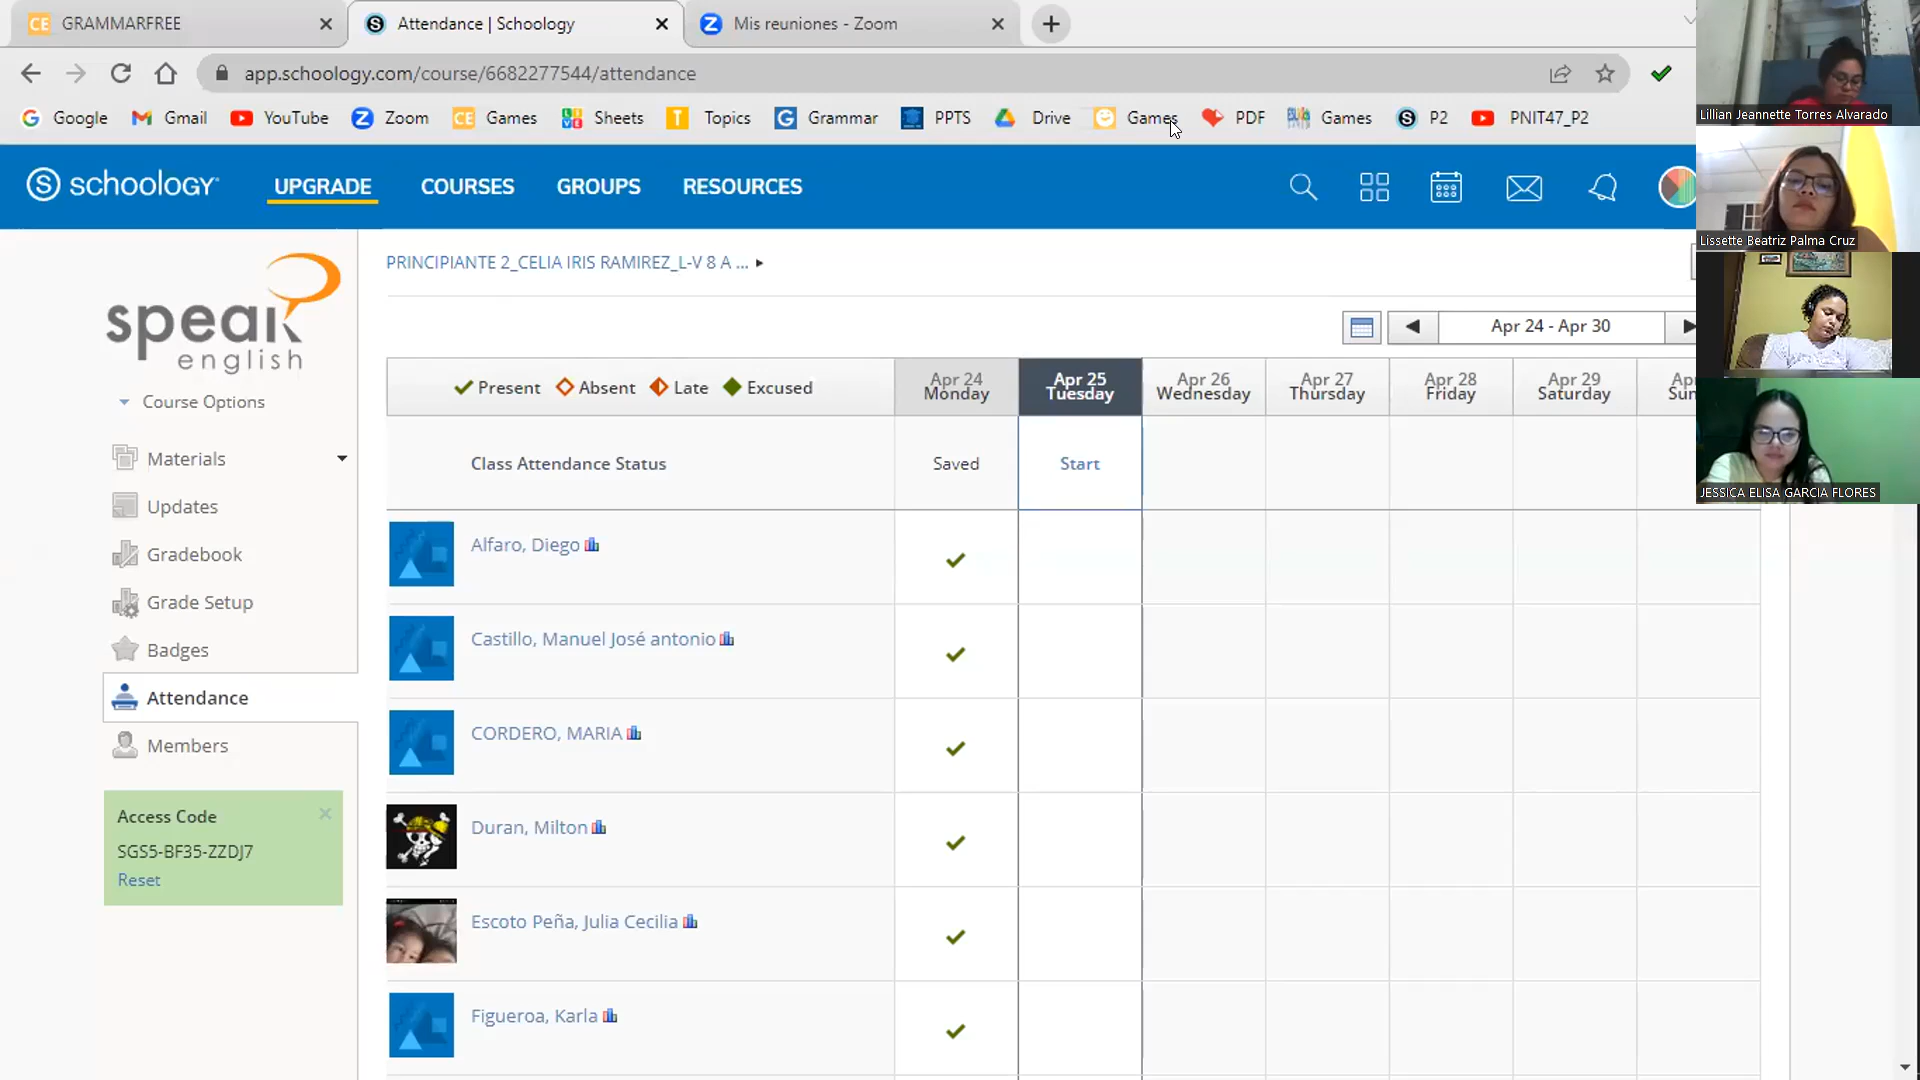 GRAMMARFREE
Attendance | Schoology
Mis reuniones - Zoom
app.schoology.com/course/6682277544/attendance
Google Gmail YouTube Zoom Games Sheets Topics Grammar PPTS Drive Games PDF Games P2 PNIT47_P2
schoology UPGRADE COURSES GROUPS RESOURCES
Lillian Jeannette Torres Alvarado
Lissette Beatriz Palma Cruz
JESSICA ELISA GARCIA FLORES
speak
english
Course Options
Materials
Updates
Gradebook
Grade Setup
Badges
Attendance
Members
Access Code
SGS5-BF35-ZZDJ7
Reset
PRINCIPIANTE 2_CELIA IRIS RAMIREZ_L-V 8 A ...
Apr 24 - Apr 30
Present Absent Late Excused
Apr 24 Monday
Apr 25 Tuesday
Apr 26 Wednesday
Apr 27 Thursday
Apr 28 Friday
Apr 29 Saturday
Class Attendance Status Saved Start
Alfaro, Diego
Castillo, Manuel José antonio
CORDERO, MARIA
Duran, Milton
Escoto Peña, Julia Cecilia
Figueroa, Karla